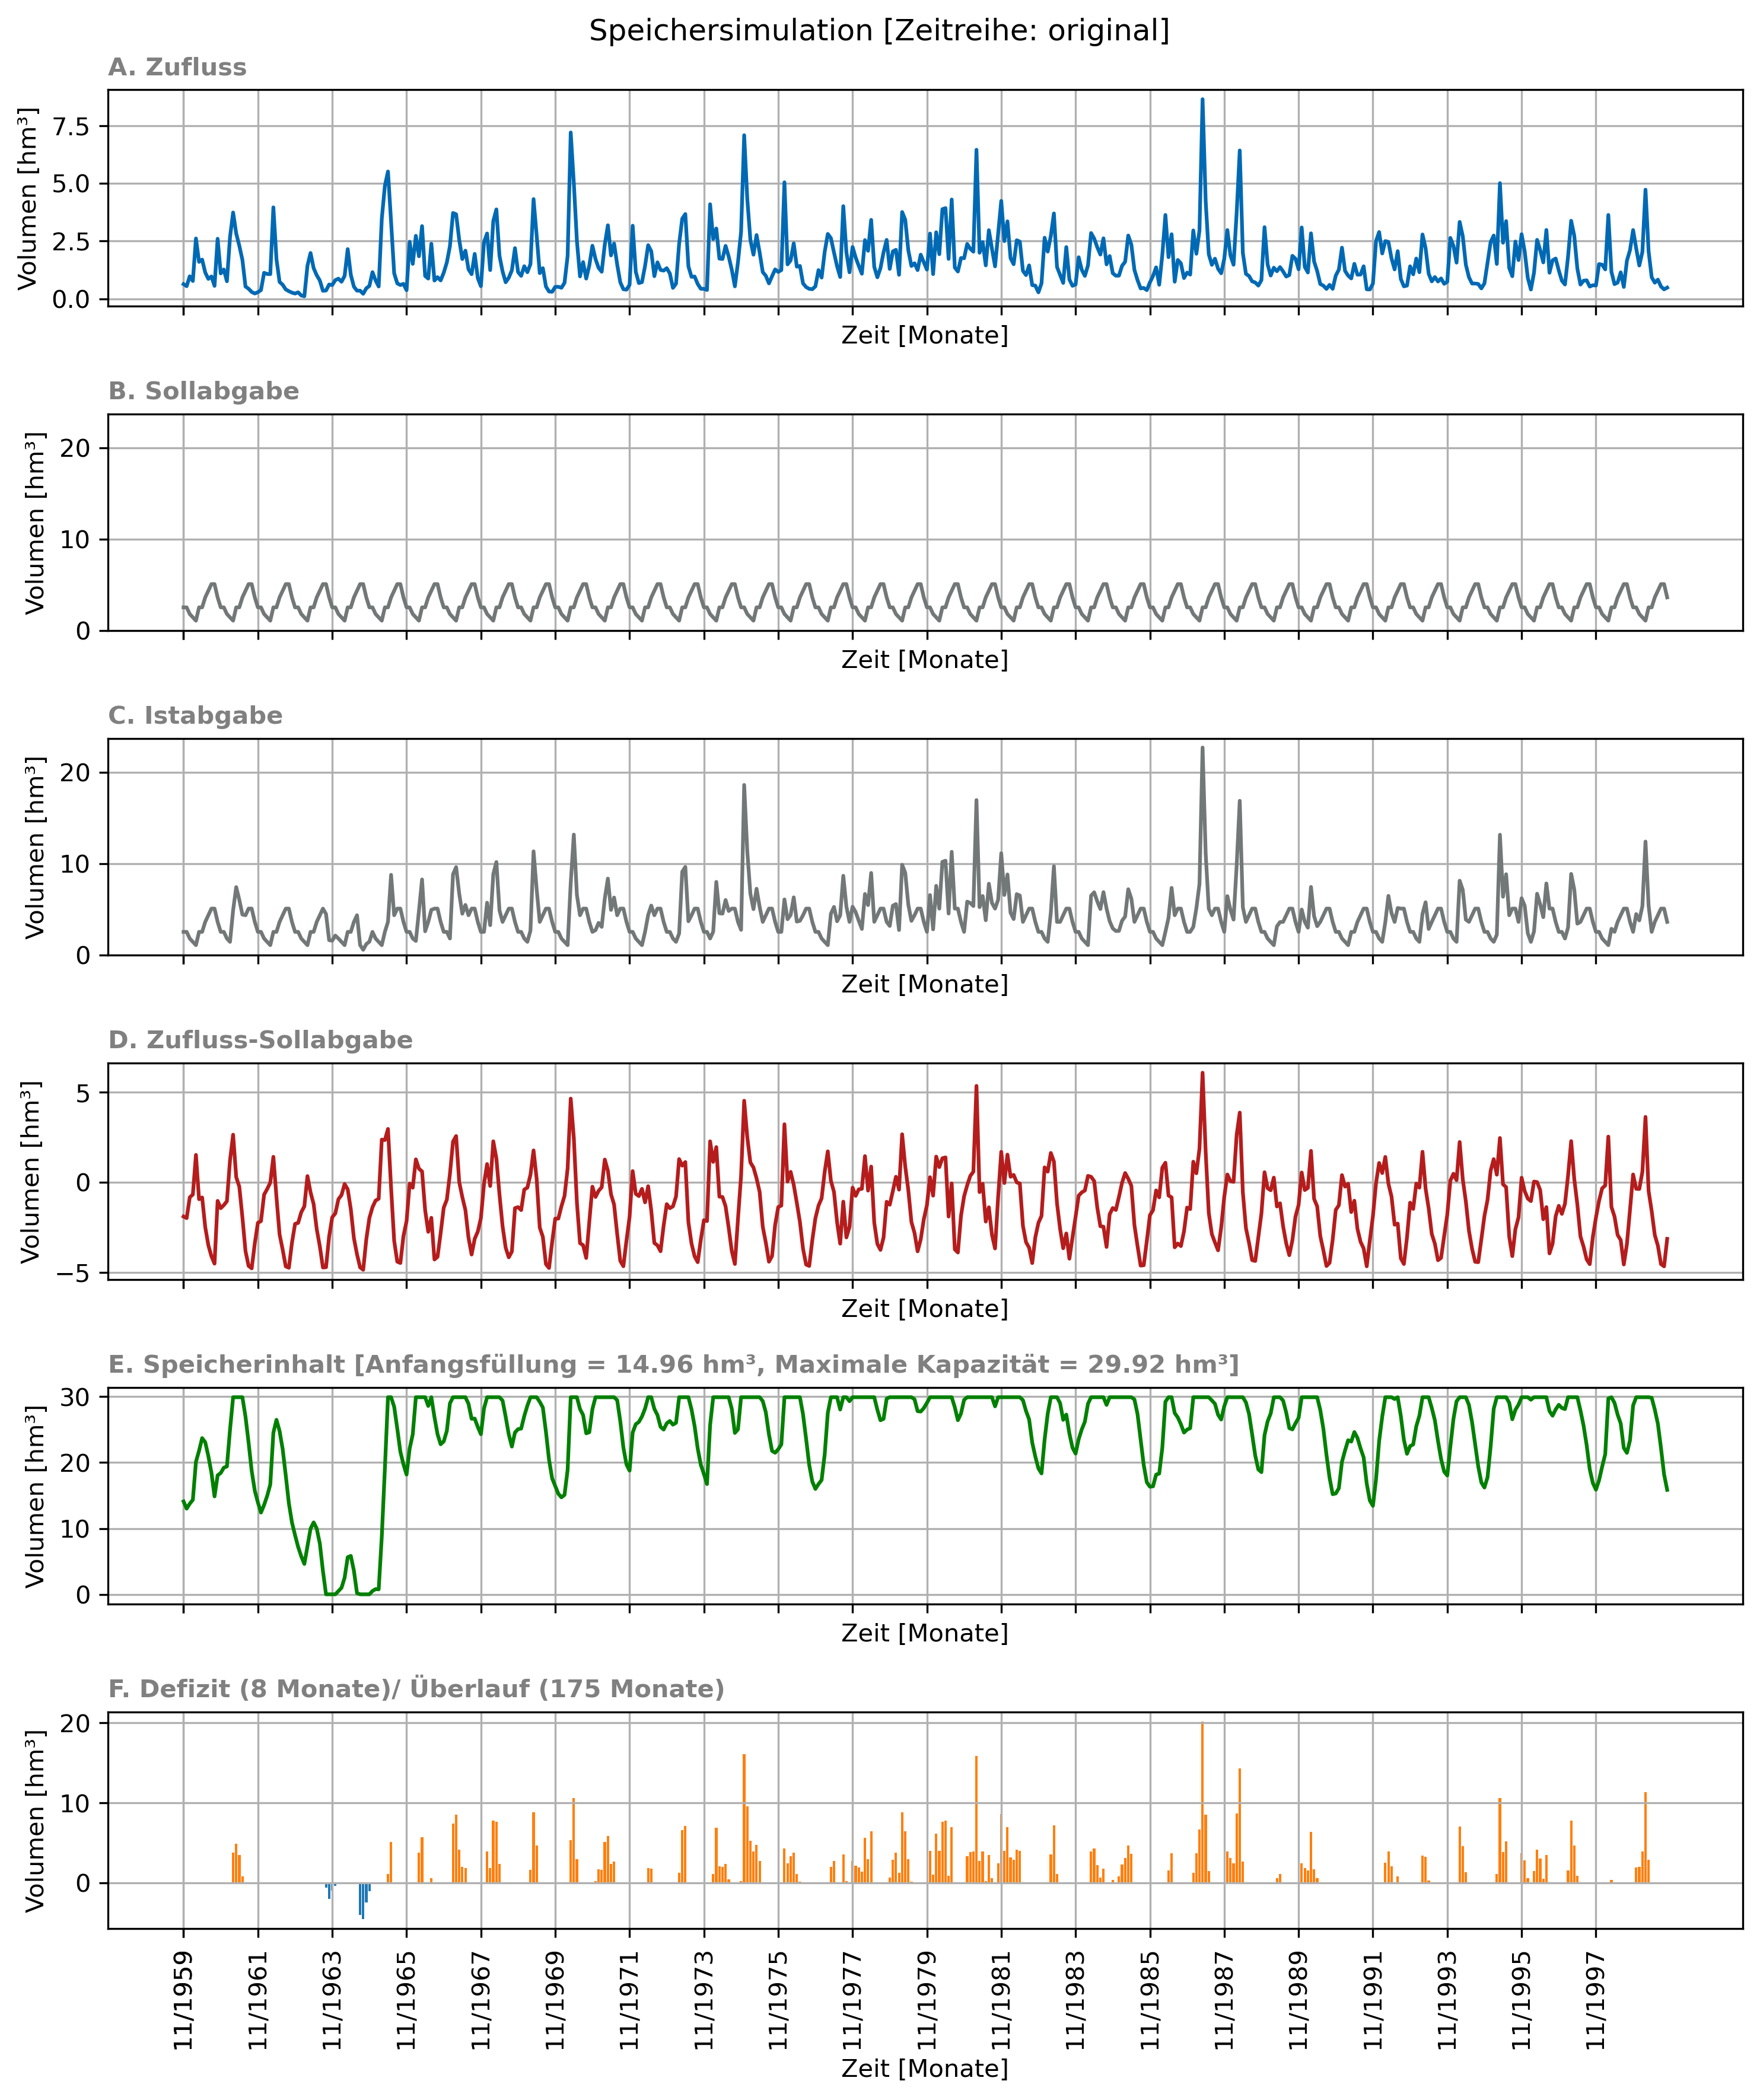 Speichersimulation [Zeitreihe: original]
A. Zufluss
Volumen [hm³]
7.5
5.0
2.5
0.0
Zeit [Monate]
B. Sollabgabe
Volumen [hm³]
20
10
0
Zeit [Monate]
C. Istabgabe
Volumen [hm³]
20
10
0
Zeit [Monate]
D. Zufluss-Sollabgabe
Volumen [hm³]
5
0
−5
Zeit [Monate]
E. Speicherinhalt [Anfangsfüllung = 14.96 hm³, Maximale Kapazität = 29.92 hm³]
Volumen [hm³]
30
20
10
0
Zeit [Monate]
F. Defizit (8 Monate)/ Überlauf (175 Monate)
Volumen [hm³]
20
10
0
11/1959
11/1961
11/1963
11/1965
11/1967
11/1969
11/1971
11/1973
11/1975
11/1977
11/1979
11/1981
11/1983
11/1985
11/1987
11/1989
11/1991
11/1993
11/1995
11/1997
Zeit [Monate]